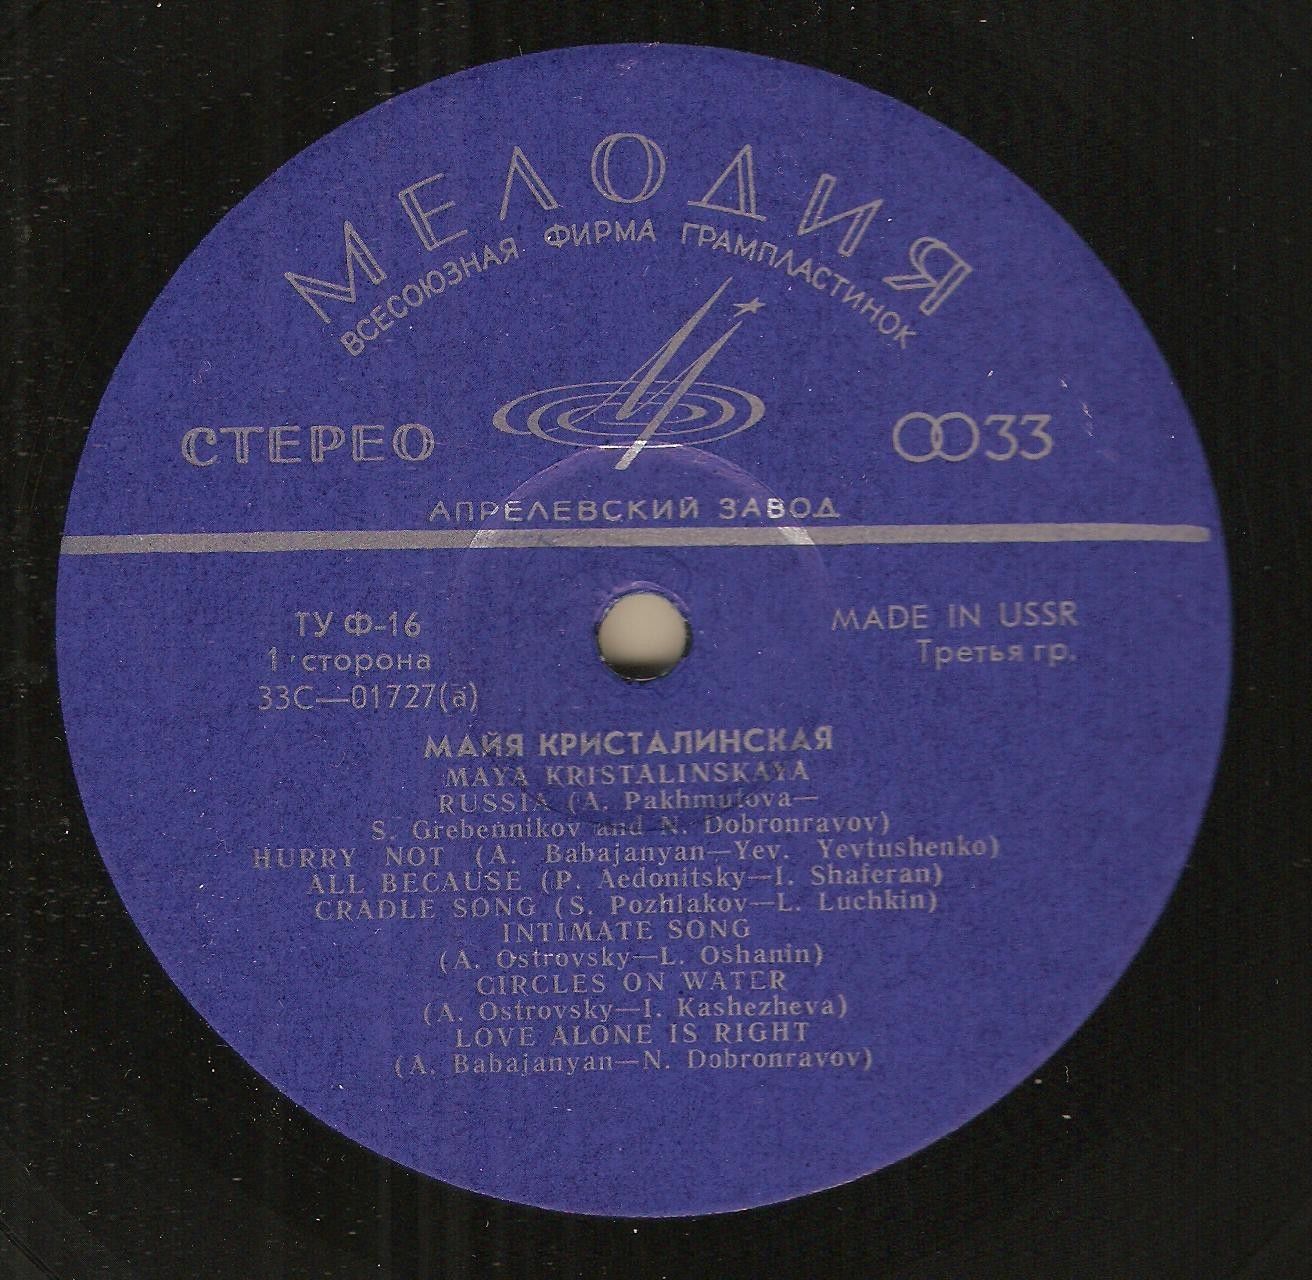 МЕЛОДИЯ
ВСЕСОЮЗНАЯ ФИРМА ГРАМПЛАСТИНОК
СТЕРЕО
33
АПРЕЛЕВСКИЙ ЗАВОД
ТУ Ф-16
1 сторона
33С—01727(а)
MADE IN USSR
Третья гр.
МАЙЯ КРИСТАЛИНСКАЯ
MAYA KRISTALINSKAYA
RUSSIA (A. Pakhmutova—
S. Grebennikov and N. Dobronravov)
HURRY NOT (A. Babajanyan—Yev. Yevtushenko)
ALL BECAUSE (P. Aedonitsky—I. Shaferan)
CRADLE SONG (S. Pozhlakov—L. Luchkin)
INTIMATE SONG
(A. Ostrovsky—L. Oshanin)
CIRCLES ON WATER
(A. Ostrovsky—I. Kashezheva)
LOVE ALONE IS RIGHT
(A. Babajanyan—N. Dobronravov)